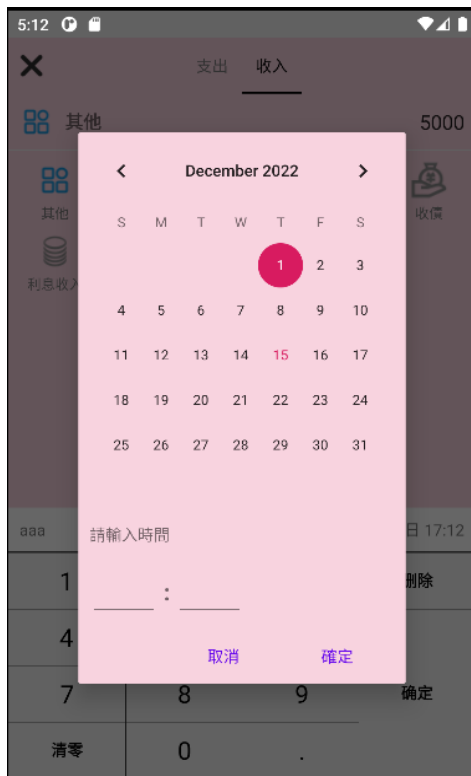 5:12
支出 收入
其他 5000
其他 收債
利息收入
December 2022
S M T W T F S
1 2 3
4 5 6 7 8 9 10
11 12 13 14 15 16 17
18 19 20 21 22 23 24
25 26 27 28 29 30 31
aaa 日 17:12
請輸入時間
:
1 刪除
4
取消 確定
7 8 9 确定
清零 0 .